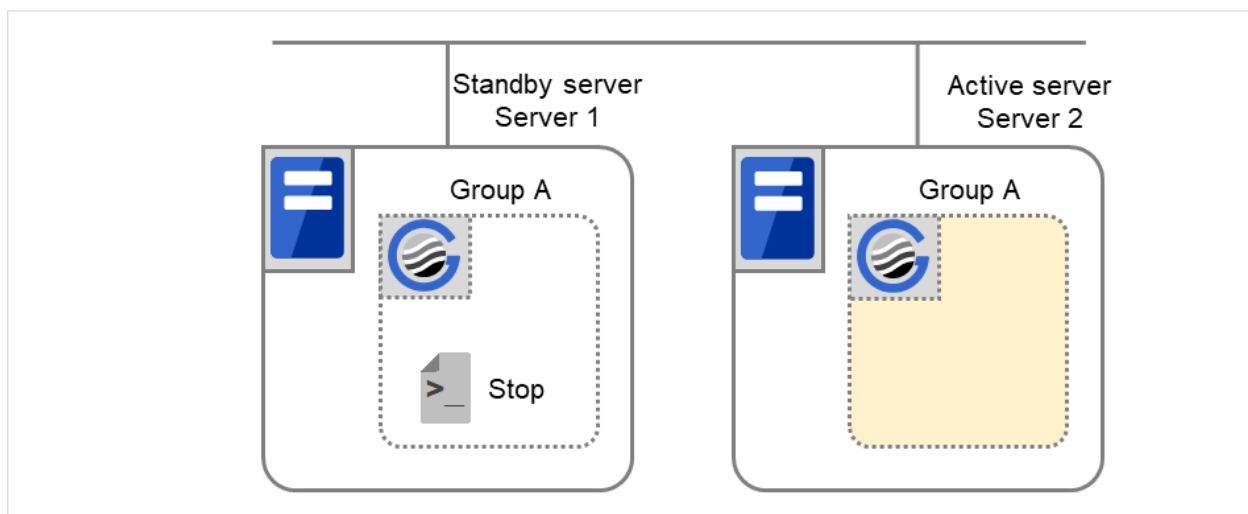 Standby server
Server 1
Active server
Server 2
Group A
Group A
>_ Stop